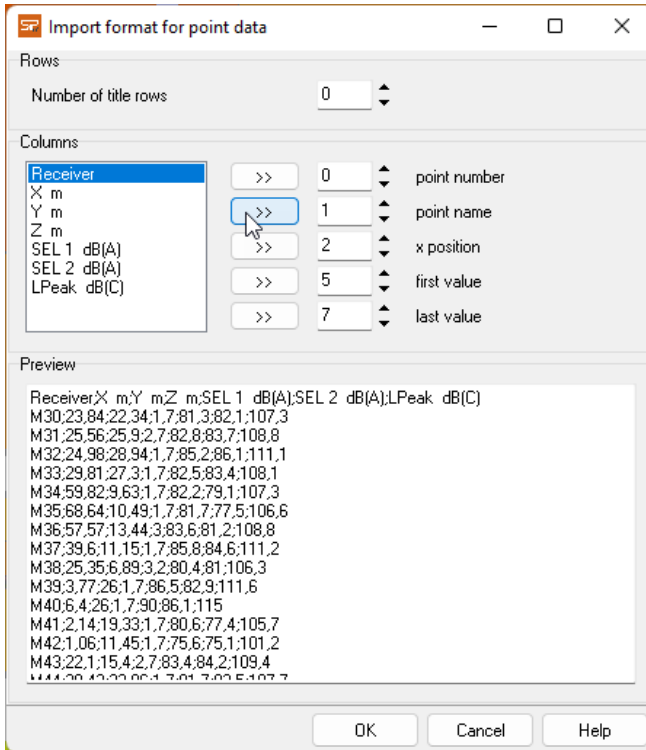 SP Import format for point data
Rows
Number of title rows 0
Columns
Receiver >> 0 point number
X m
Y m >> 1 point name
Z m
SEL 1 dB(A) >> 2 x position
SEL 2 dB(A)
LPeak dB(C) >> 5 first value
>> 7 last value
Preview
Receiver;X m;Y m;Z m;SEL 1 dB(A);SEL 2 dB(A);LPeak dB(C)
M30;23,84;22,34;1,7;81,3;82,1;107,3
M31;25,56;25,9;2,7;82,8;83,7;108,8
M32;24,98;28,94;1,7;85,2;86,1;111,1
M33;29,81;27,3;1,7;82,5;83,4;108,1
M34;59,82;9,63;1,7;82,2;79,1;107,3
M35;68,64;10,49;1,7;81,7;77,5;106,6
M36;57,57;13,44;3;83,6;81,2;108,8
M37;39,6;11,15;1,7;85,8;84,6;111,2
M38;25,35;6,89;3,2;80,4;81;106,3
M39;3,77;26;1,7;86,5;82,9;111,6
M40;6,4;26;1,7;90;86,1;115
M41;2,14;19,33;1,7;80,6;77,4;105,7
M42;1,06;11,45;1,7;75,6;75,1;101,2
M43;22,1;15,4;2,7;83,4;84,2;109,4
OK Cancel Help